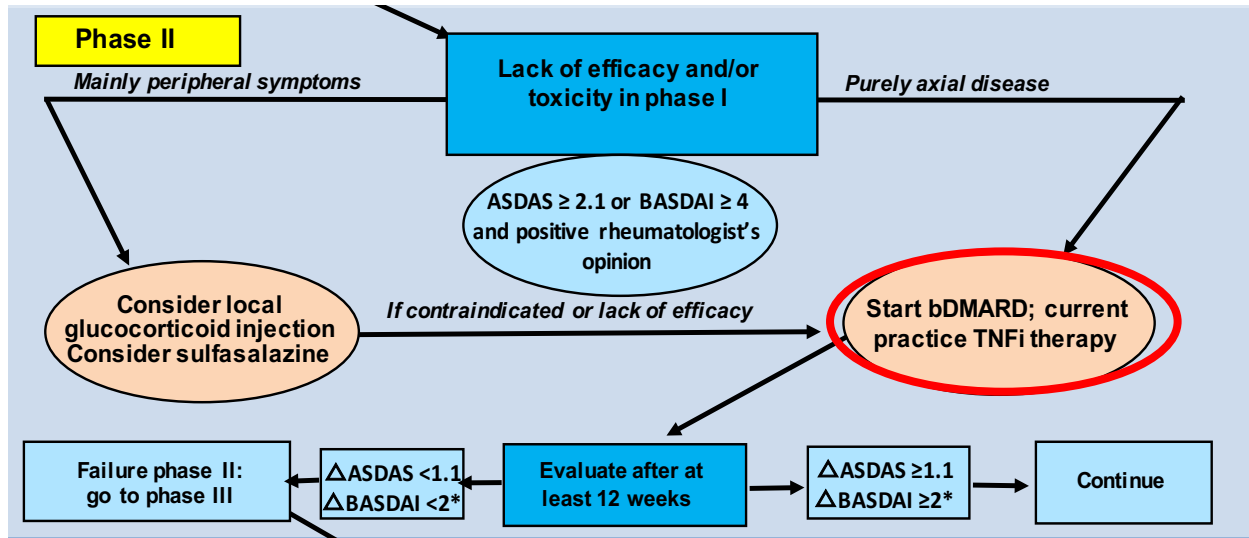 Phase II
Lack of efficacy and/or
toxicity in phase I
Mainly peripheral symptoms
Purely axial disease
ASDAS ≥ 2.1 or BASDAI ≥ 4
and positive rheumatologist's
opinion
Consider local
glucocorticoid injection
Consider sulfasalazine
If contraindicated or lack of efficacy
Start bDMARD; current
practice TNFi therapy
Failure phase II:
go to phase III
△ASDAS <1.1
△BASDAI <2*
Evaluate after at
least 12 weeks
△ASDAS ≥1.1
△BASDAI ≥2*
Continue